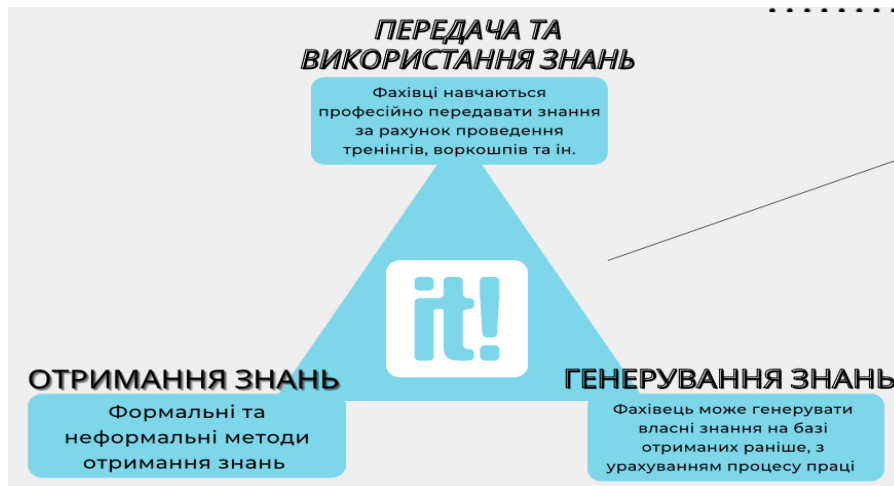 ПЕРЕДАЧА ТА
ВИКОРИСТАННЯ ЗНАНЬ
Фахівці навчаються
професійно передавати знання
за рахунок проведення
тренінгів, воркошпів та ін.
it!
ОТРИМАННЯ ЗНАНЬ
Формальні та
неформальні методи
отримання знань
ГЕНЕРУВАННЯ ЗНАНЬ
Фахівець може генерувати
власні знання на базі
отриманих раніше, з
урахуванням процесу праці